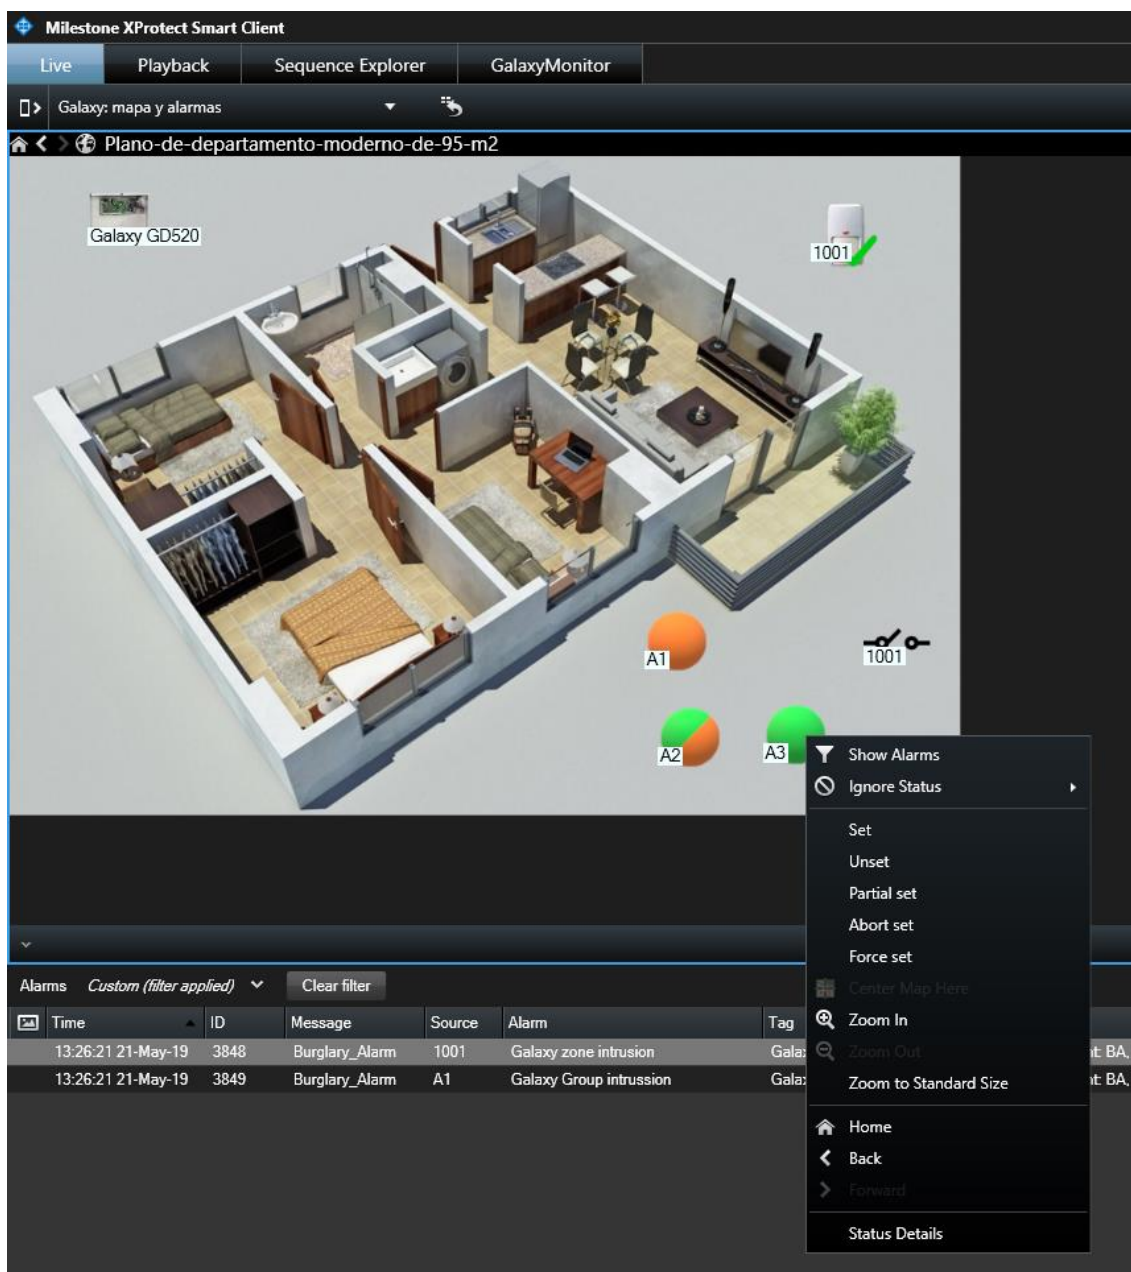 Milestone XProtect Smart Client
Live Playback Sequence Explorer GalaxyMonitor
Galaxy: mapa y alarmas
Plano-de-departamento-moderno-de-95-m2
Galaxy GD520
1001
A1
1001
A2
A3
Show Alarms
Ignore Status
Set
Unset
Partial set
Abort set
Force set
Center Map Here
Zoom In
Zoom Out
Zoom to Standard Size
Home
Back
Forward
Status Details
Alarms Custom (filter applied) Clear filter
Time ID Message Source Alarm Tag
13:26:21 21-May-19 3848 Burglary_Alarm 1001 Galaxy zone intrusion BA,
13:26:21 21-May-19 3849 Burglary_Alarm A1 Galaxy Group intrussion BA,